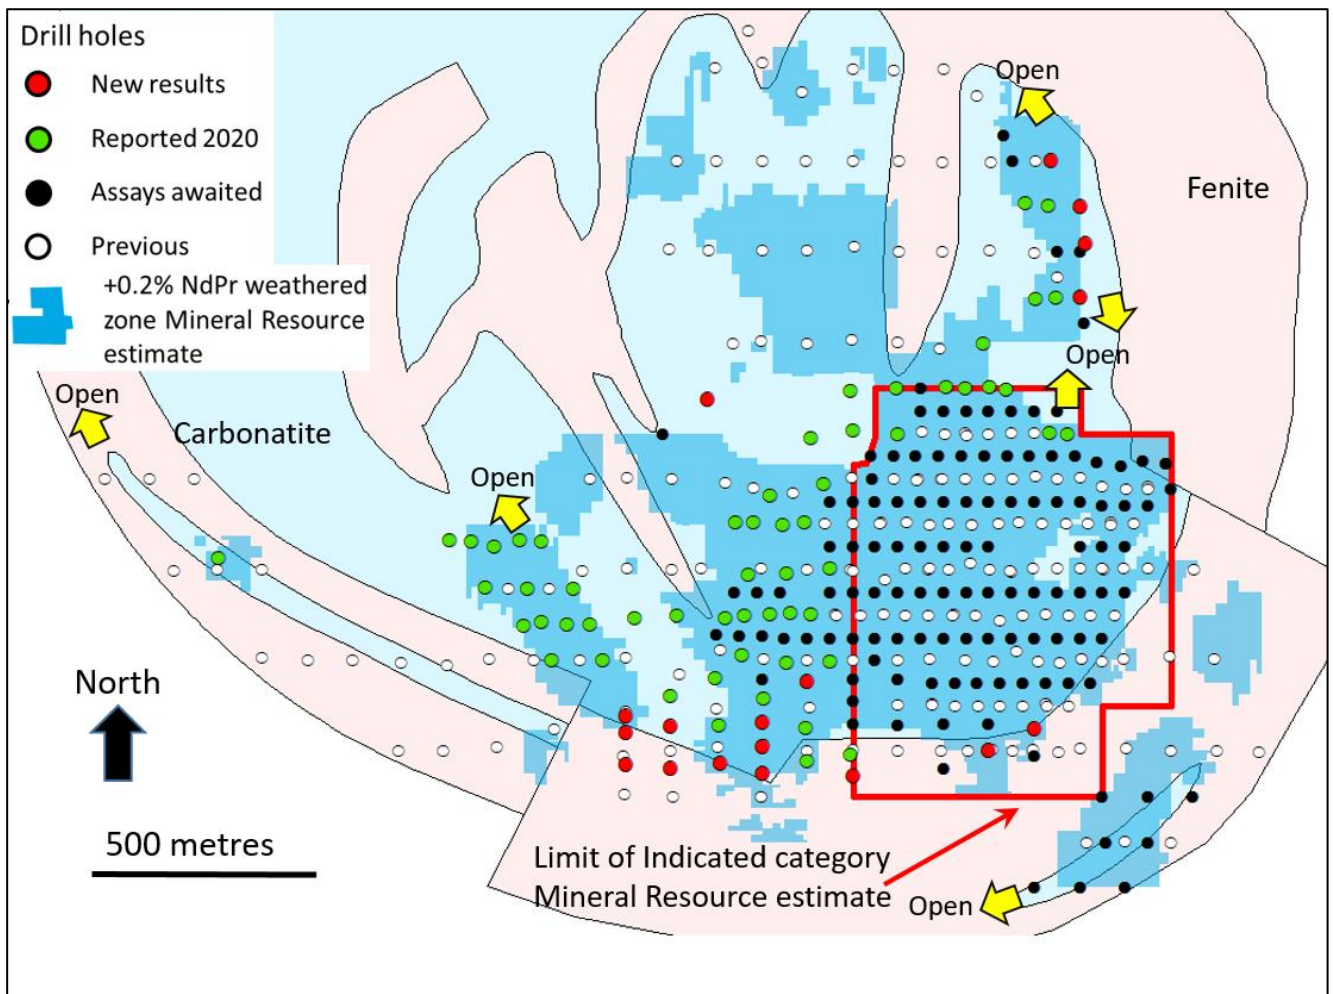 Drill holes
New results
Reported 2020
Assays awaited
Previous
+0.2% NdPr weathered
zone Mineral Resource
estimate
Open
Fenite
Open
Open
Carbonatite
Open
North
500 metres
Limit of Indicated category
Mineral Resource estimate
Open